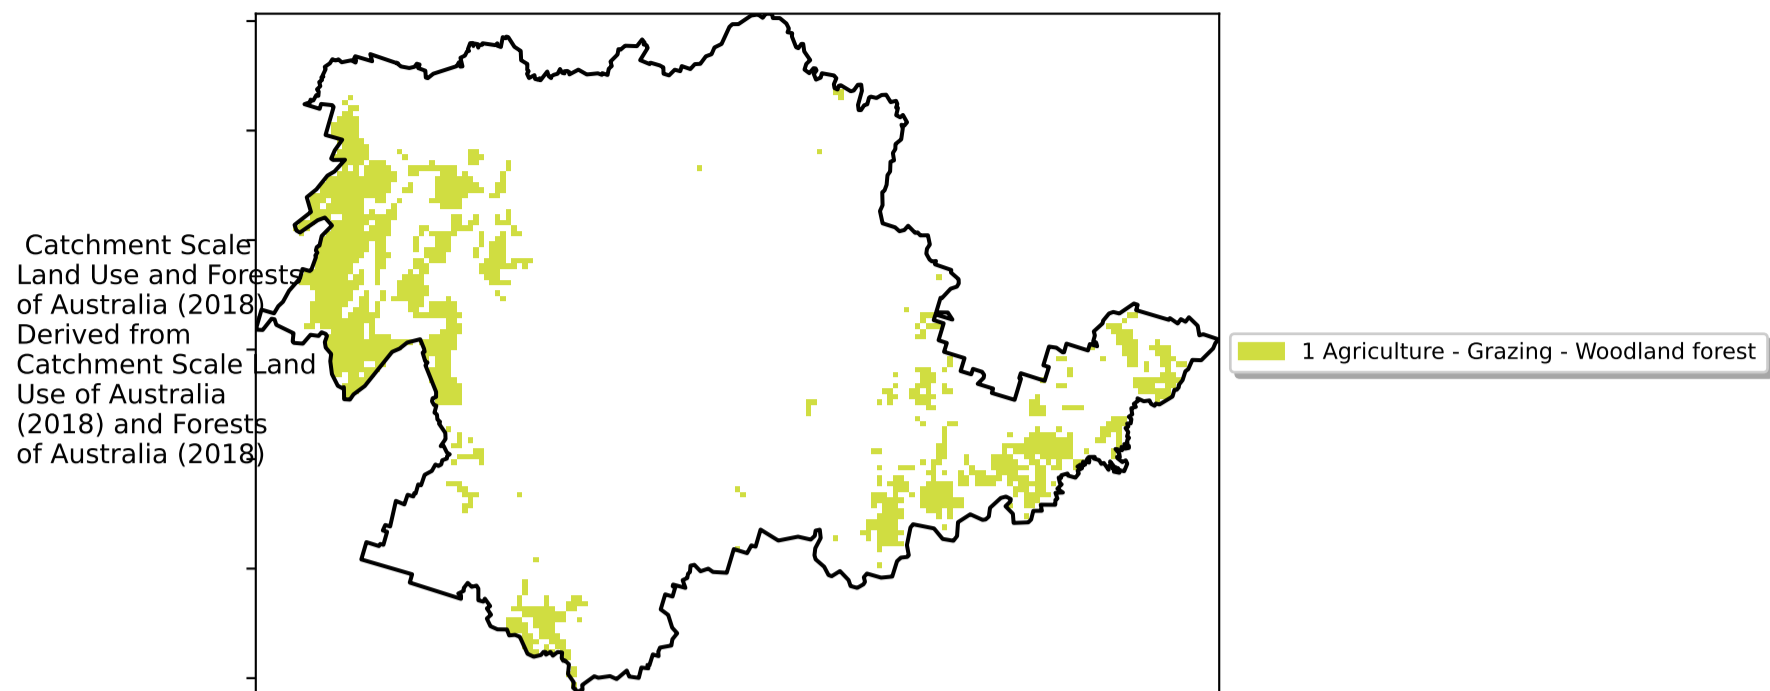 Catchment Scale
Land Use and Forests
of Australia (2018)
Derived from
Catchment Scale Land
Use of Australia
(2018) and Forests
of Australia (2018)
1 Agriculture - Grazing - Woodland forest